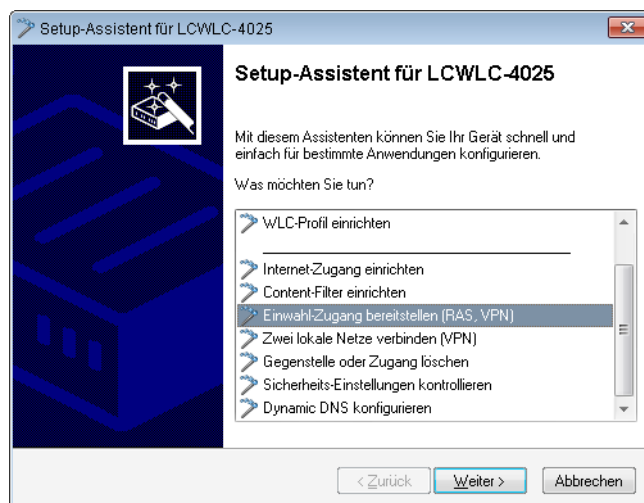 Setup-Assistent für LCWLC-4025
Setup-Assistent für LCWLC-4025
Mit diesem Assistenten können Sie Ihr Gerät schnell und
einfach für bestimmte Anwendungen konfigurieren.
Was möchten Sie tun?
WLC-Profil einrichten
Internet-Zugang einrichten
Content-Filter einrichten
Einwahl-Zugang bereitstellen (RAS, VPN)
Zwei lokale Netze verbinden (VPN)
Gegenstelle oder Zugang löschen
Sicherheits-Einstellungen kontrollieren
Dynamic DNS konfigurieren
< Zurück Weiter > Abbrechen